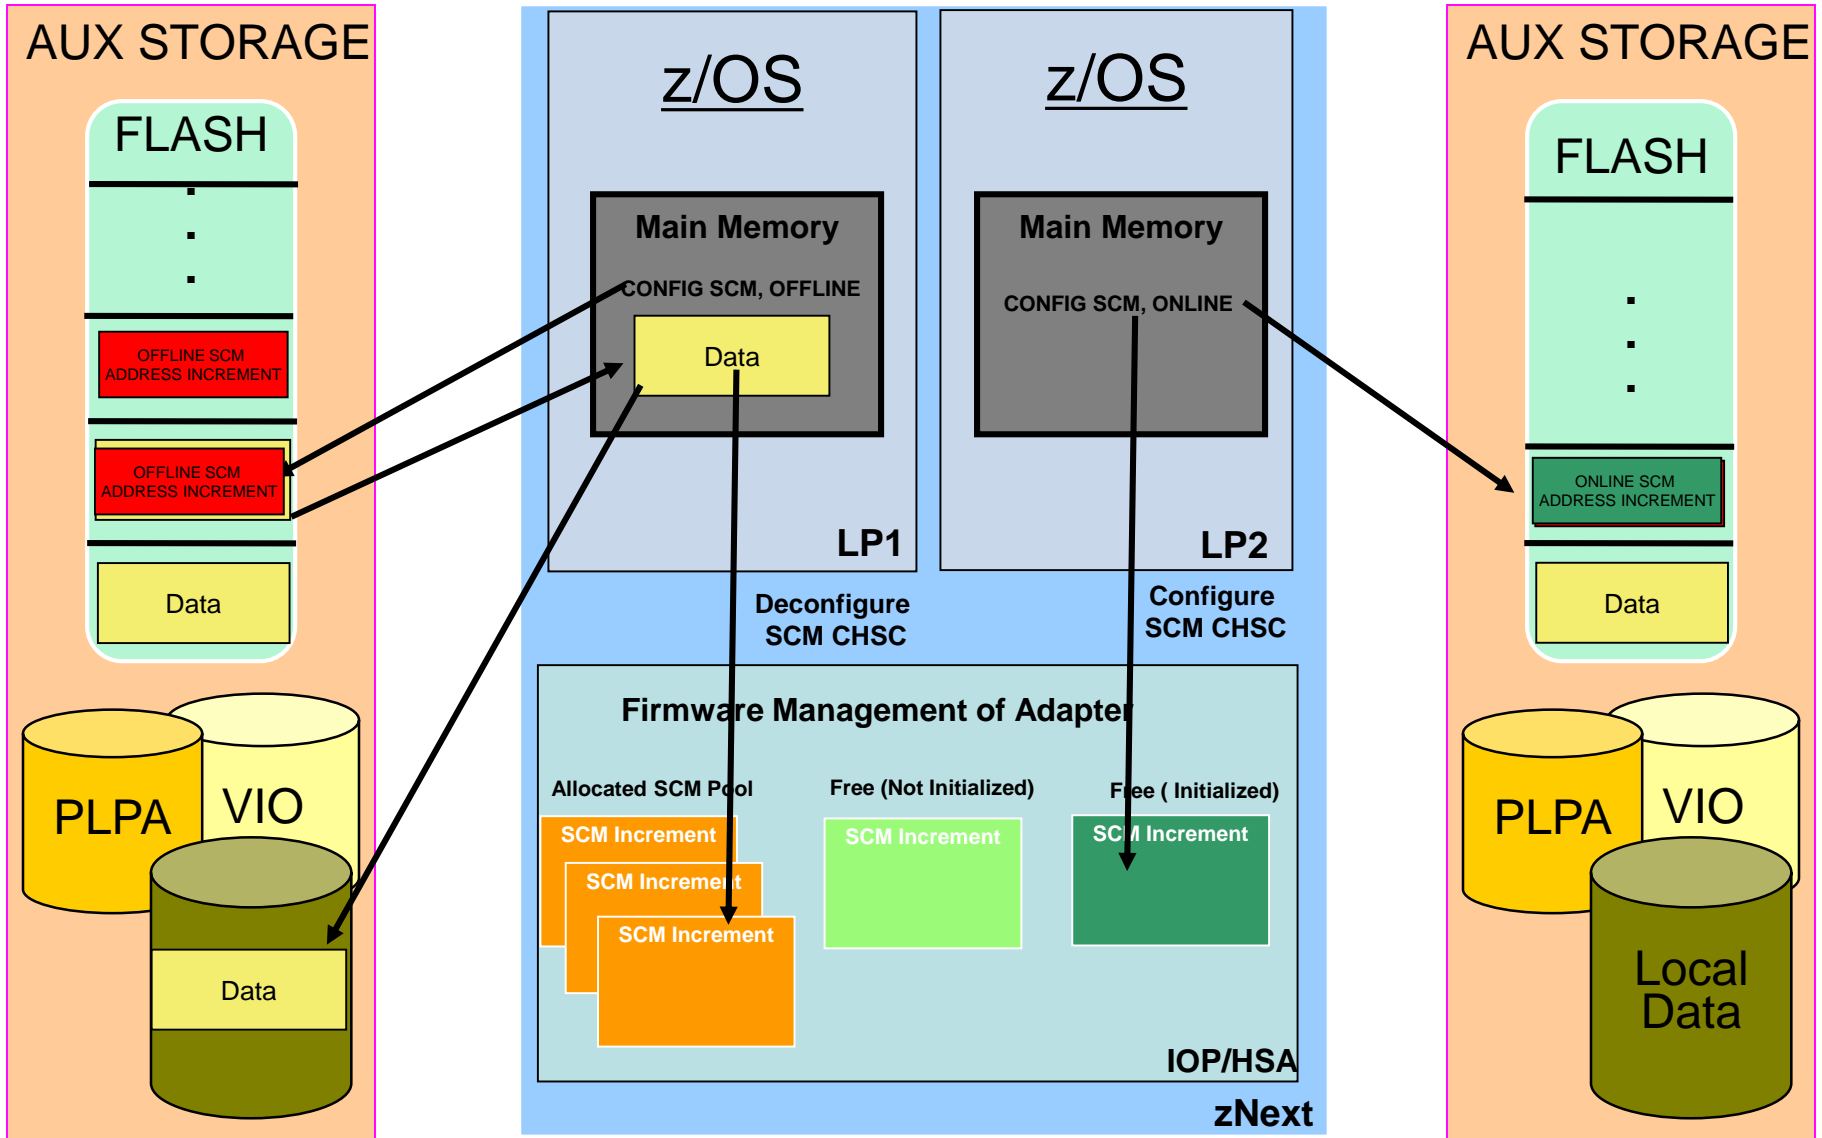 AUX STORAGE
FLASH
OFFLINE SCM
ADDRESS INCREMENT
OFFLINE SCM
ADDRESS INCREMENT
Data
PLPA
VIO
Data
z/OS
Main Memory
CONFIG SCM, OFFLINE
Data
LP1
z/OS
Main Memory
CONFIG SCM, ONLINE
LP2
Deconfigure
SCM CHSC
Configure
SCM CHSC
Firmware Management of Adapter
Allocated SCM Pool
SCM Increment
SCM Increment
SCM Increment
Free (Not Initialized)
SCM Increment
Free ( Initialized)
SCM Increment
IOP/HSA
zNext
AUX STORAGE
FLASH
ONLINE SCM
ADDRESS INCREMENT
Data
PLPA
VIO
Local
Data